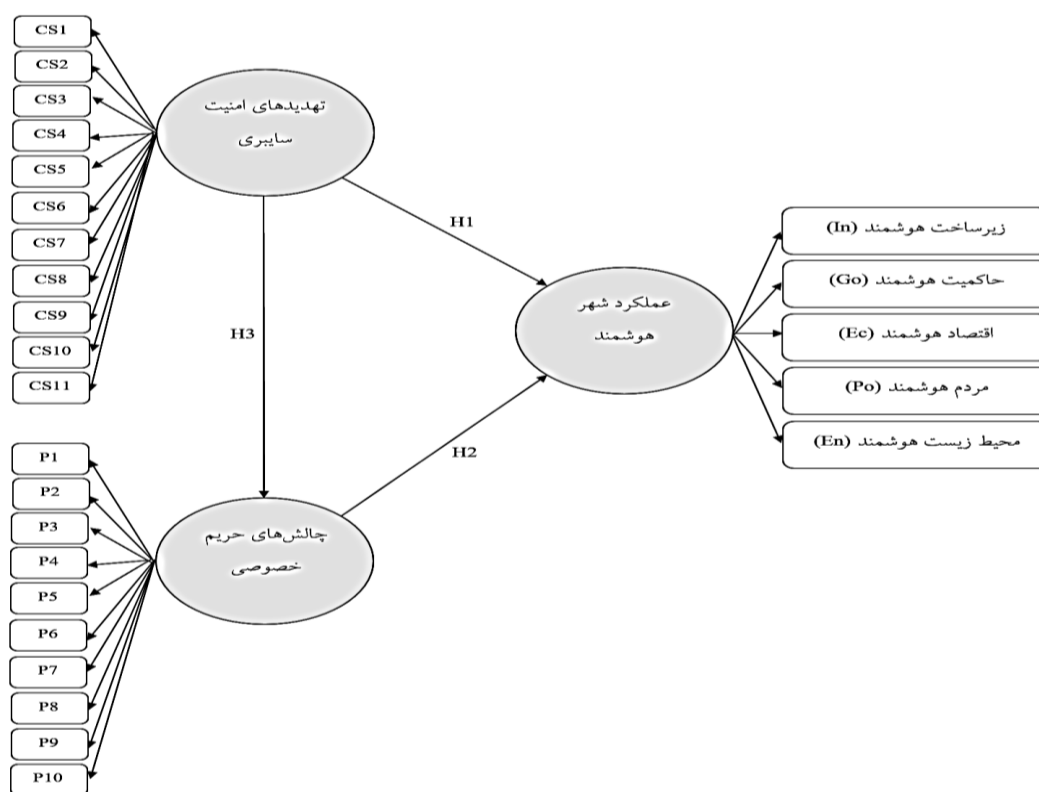 CS1
CS2
CS3
CS4
CS5
CS6
CS7
CS8
CS9
CS10
CS11
تهدیدهای امنیت
سایبری
H1
H3
H2
عملکرد شهر
هوشمند
زیرساخت هوشمند (In)
حاکمیت هوشمند (Go)
اقتصاد هوشمند (Ec)
مردم هوشمند (Po)
محیط زیست هوشمند (En)
P1
P2
P3
P4
P5
P6
P7
P8
P9
P10
چالش‌های حریم
خصوصی